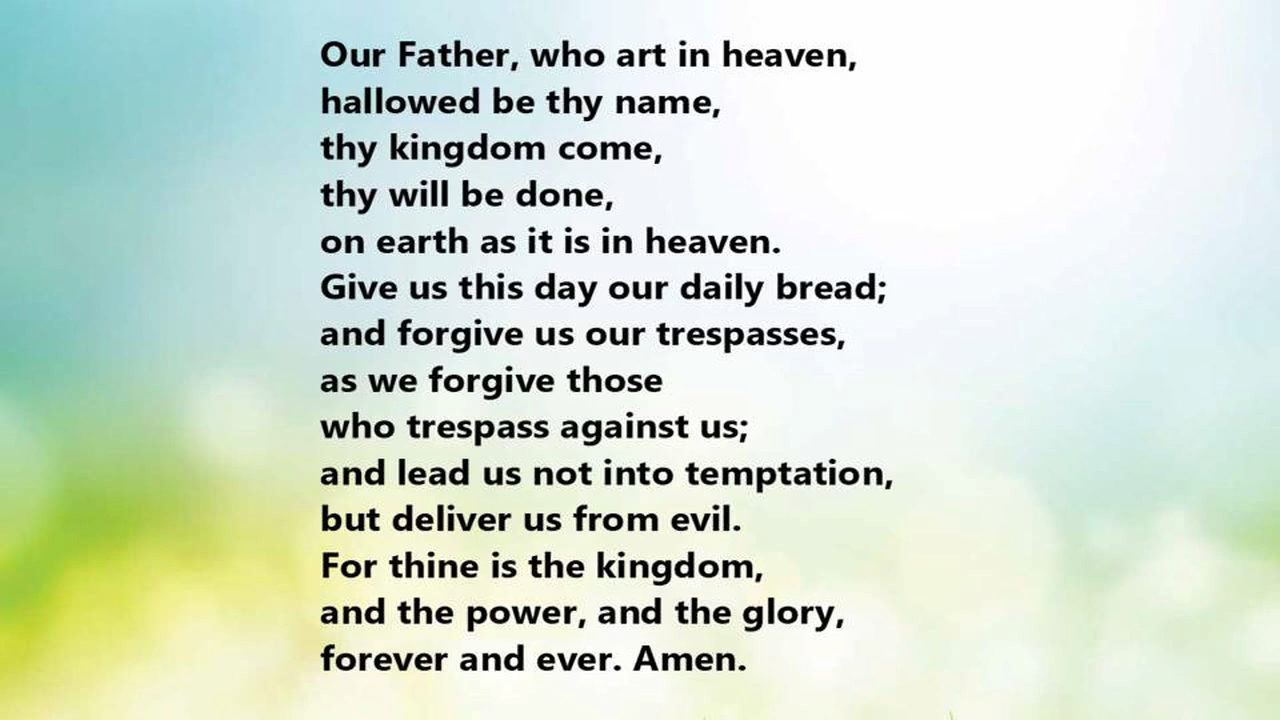 Our Father, who art in heaven,
hallowed be thy name,
thy kingdom come,
thy will be done,
on earth as it is in heaven.
Give us this day our daily bread;
and forgive us our trespasses,
as we forgive those
who trespass against us;
and lead us not into temptation,
but deliver us from evil.
For thine is the kingdom,
and the power, and the glory,
forever and ever. Amen.